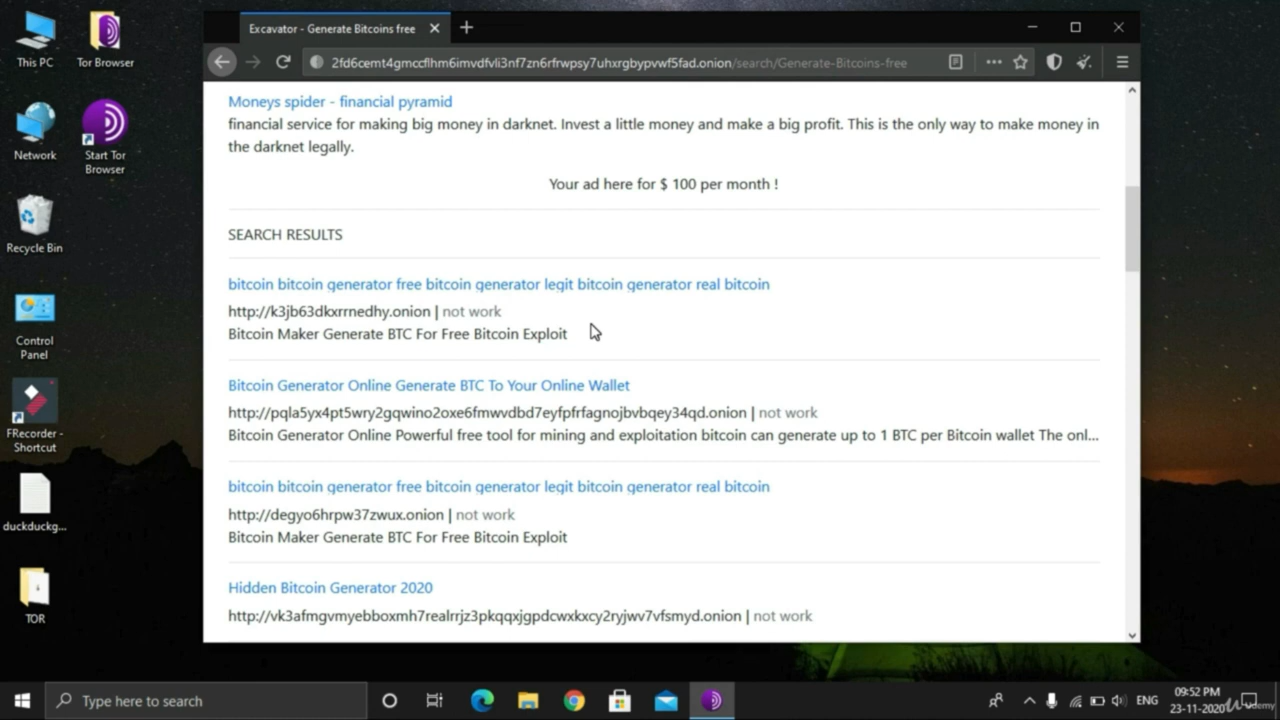 This PC
Tor Browser
Network
Start Tor
Browser
Recycle Bin
Control
Panel
FRecorder -
Shortcut
duckduckg...
TOR
Excavator - Generate Bitcoins free
2fd6cemt4gmccflhm6imvdfvli3nf7zn6rfrwpsy7uhxrgbypvwf5fad.onion/search/Generate-Bitcoins-free
Moneys spider - financial pyramid
financial service for making big money in darknet. Invest a little money and make a big profit. This is the only way to make money in
the darknet legally.
Your ad here for $ 100 per month !
SEARCH RESULTS
bitcoin bitcoin generator free bitcoin generator legit bitcoin generator real bitcoin
http://k3jb63dkxrrnedhy.onion | not work
Bitcoin Maker Generate BTC For Free Bitcoin Exploit
Bitcoin Generator Online Generate BTC To Your Online Wallet
http://pqla5yx4pt5wry2gqwino2oxe6fmwvdbd7eyfpfrfagnojbvbqey34qd.onion | not work
Bitcoin Generator Online Powerful free tool for mining and exploitation bitcoin can generate up to 1 BTC per Bitcoin wallet The onl...
bitcoin bitcoin generator free bitcoin generator legit bitcoin generator real bitcoin
http://degyo6hrpw37zwux.onion | not work
Bitcoin Maker Generate BTC For Free Bitcoin Exploit
Hidden Bitcoin Generator 2020
http://vk3afmgvmyebboxmh7realrrjz3pkqqxjgpdcwxkxcy2ryjwv7vfsmyd.onion | not work
Type here to search
ENG
09:52 PM
23-11-2020
Udemy